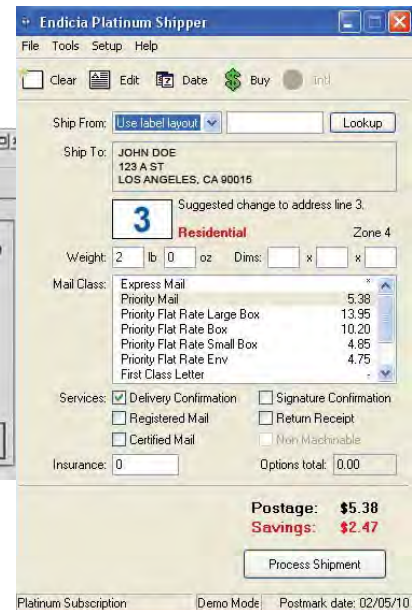 Endicia Platinum Shipper
File Tools Setup Help
Clear Edit Date Buy intl
Ship From: Use label layout Lookup
Ship To: JOHN DOE
123 A ST
LOS ANGELES, CA 90015
3 Suggested change to address line 3.
Residential Zone 4
Weight: 2 lb 0 oz Dims: x x
Mail Class: Express Mail *
Priority Mail 5.38
Priority Flat Rate Large Box 13.95
Priority Flat Rate Box 10.20
Priority Flat Rate Small Box 4.85
Priority Flat Rate Env 4.75
First Class Letter -
Services: Delivery Confirmation Signature Confirmation
Registered Mail Return Receipt
Certified Mail Non Machinable
Insurance: 0 Options total: 0.00
Postage: $5.38
Savings: $2.47
Process Shipment
Platinum Subscription Demo Mode Postmark date: 02/05/10